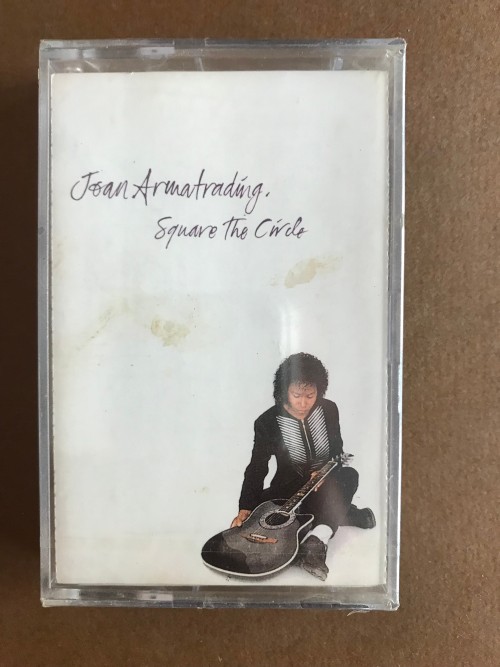 Joan Armatrading.
Square The Circle